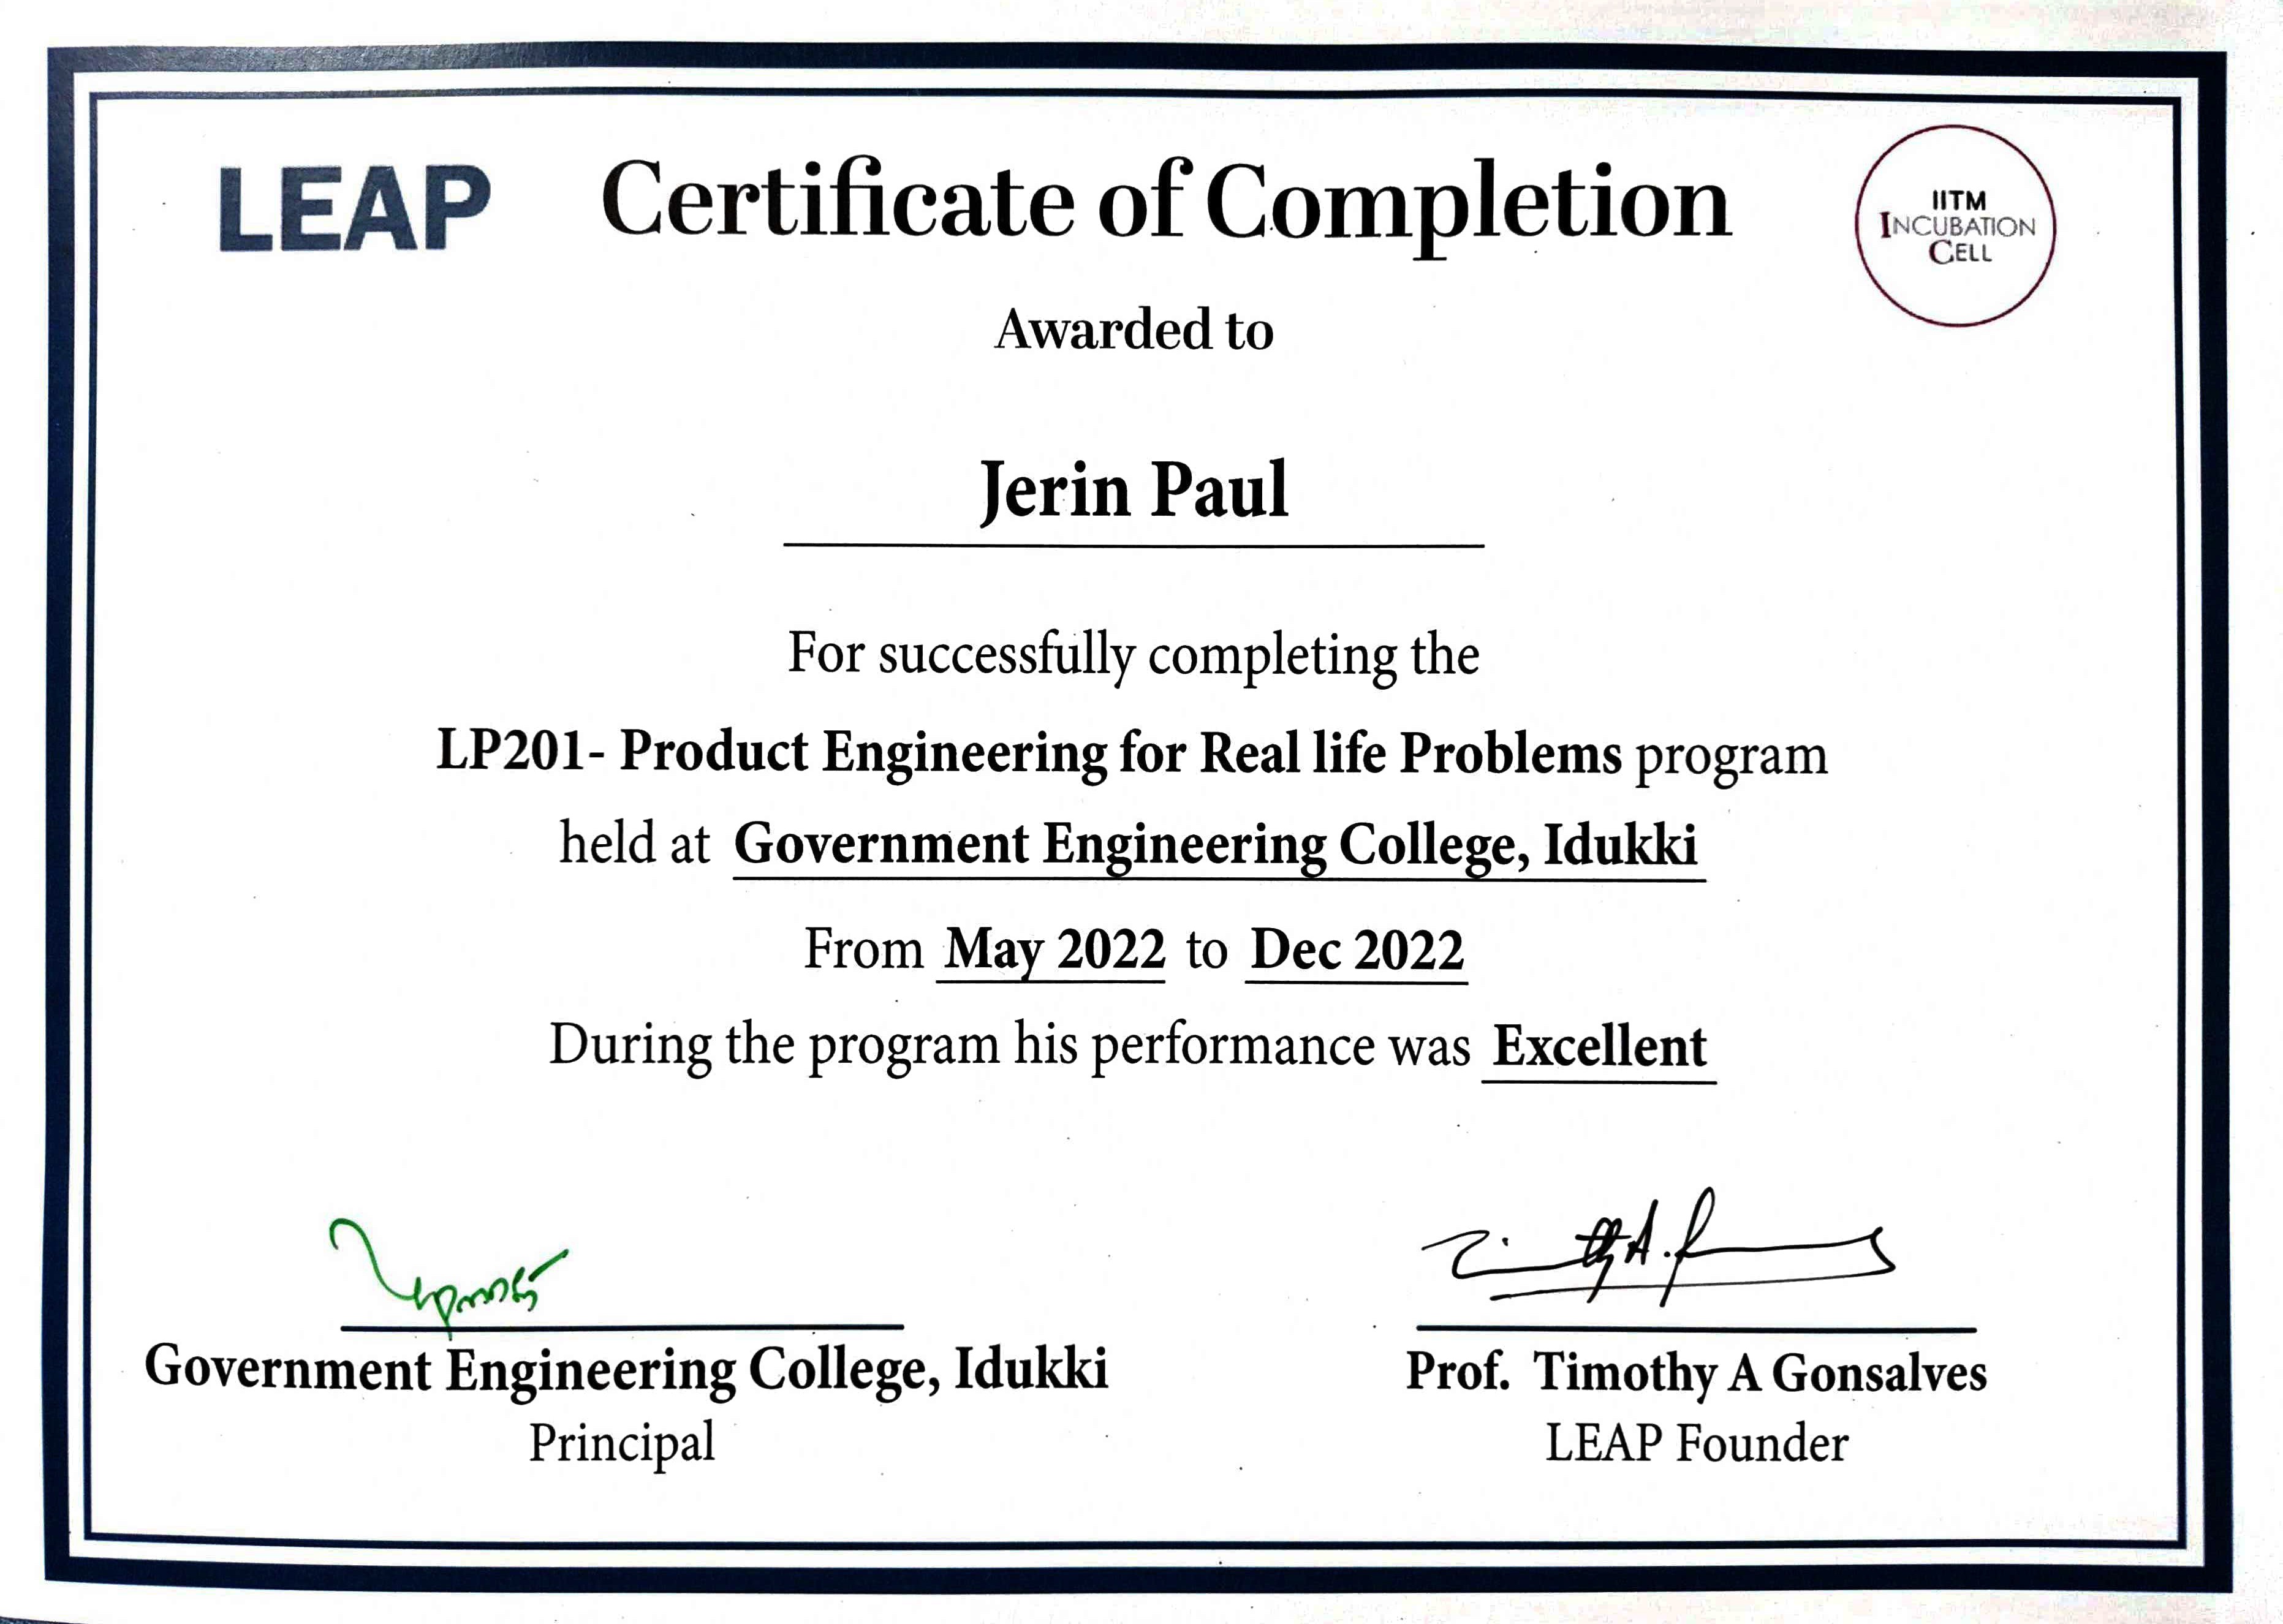 LEAP
Certificate of Completion
IITM
INCUBATION
CELL
Awarded to
Jerin Paul
For successfully completing the
LP201- Product Engineering for Real life Problems program
held at Government Engineering College, Idukki
From May 2022 to Dec 2022
During the program his performance was Excellent
Government Engineering College, Idukki
Principal
Prof. Timothy A Gonsalves
LEAP Founder